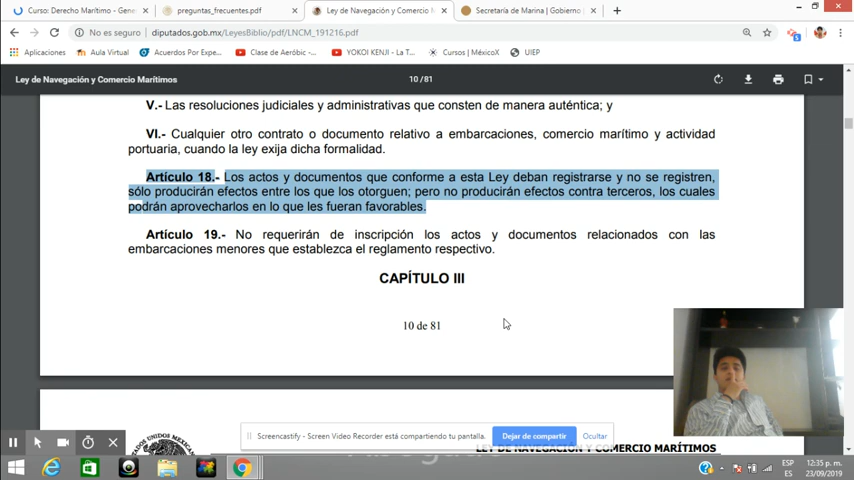 Curso: Derecho Marítimo - Gene
preguntas_frecuentes.pdf
Ley de Navegación y Comercio M
Secretaría de Marina | Gobierno
No es seguro | diputados.gob.mx/LeyesBiblio/pdf/LNCM_191216.pdf
Aplicaciones
Aula Virtual
Acuerdos Por Expe...
Clase de Aeróbic -...
YOKOI KENJI - La T...
Cursos | MéxicoX
UIEP
Ley de Navegación y Comercio Marítimos
10 / 81
V.- Las resoluciones judiciales y administrativas que consten de manera auténtica; y
VI.- Cualquier otro contrato o documento relativo a embarcaciones, comercio marítimo y actividad
portuaria, cuando la ley exija dicha formalidad.
Artículo 18.- Los actos y documentos que conforme a esta Ley deban registrarse y no se registren,
sólo producirán efectos entre los que los otorguen; pero no producirán efectos contra terceros, los cuales
podrán aprovecharlos en lo que les fueran favorables.
Artículo 19.- No requerirán de inscripción los actos y documentos relacionados con las
embarcaciones menores que establezca el reglamento respectivo.
CAPÍTULO III
10 de 81
Screencastify - Screen Video Recorder está compartiendo tu pantalla.
Dejar de compartir
Ocultar
LEY DE NAVEGACIÓN Y COMERCIO MARÍTIMOS
ESP
ES
12:35 p. m.
23/09/2019